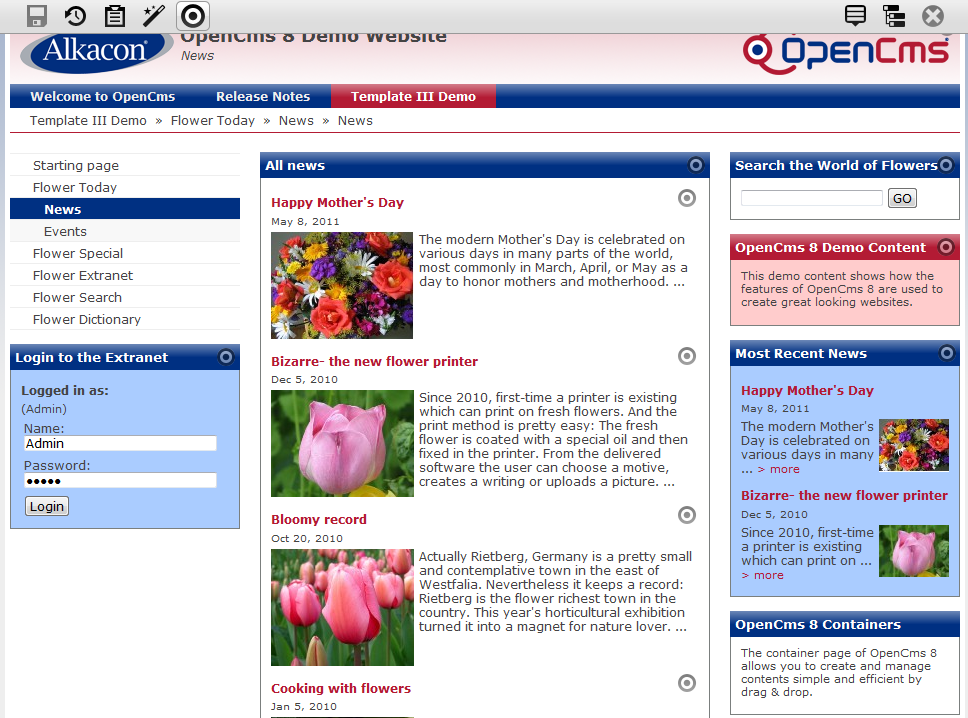 OpenCms 8 Demo Website
Alkacon®
News
OpenCms
Welcome to OpenCms
Release Notes
Template III Demo
Template III Demo » Flower Today » News » News
Starting page
Flower Today
News
Events
Flower Special
Flower Extranet
Flower Search
Flower Dictionary
Login to the Extranet
Logged in as:
(Admin)
Name:
Admin
Password:
●●●●●
Login
All news
Happy Mother's Day
May 8, 2011
The modern Mother's Day is celebrated on
various days in many parts of the world,
most commonly in March, April, or May as a
day to honor mothers and motherhood. ...
Bizarre- the new flower printer
Dec 5, 2010
Since 2010, first-time a printer is existing
which can print on fresh flowers. And the
print method is pretty easy: The fresh
flower is coated with a special oil and then
fixed in the printer. From the delivered
software the user can choose a motive,
creates a writing or uploads a picture. ...
Bloomy record
Oct 20, 2010
Actually Rietberg, Germany is a pretty small
and contemplative town in the east of
Westfalia. Nevertheless it keeps a record:
Rietberg is the flower richest town in the
country. This year's horticultural exhibition
turned it into a magnet for nature lover. ...
Cooking with flowers
Jan 5, 2010
Search the World of Flowers
GO
OpenCms 8 Demo Content
This demo content shows how the
features of OpenCms 8 are used to
create great looking websites.
Most Recent News
Happy Mother's Day
May 8, 2011
The modern Mother's
Day is celebrated on
various days in many
... > more
Bizarre- the new flower printer
Dec 5, 2010
Since 2010, first-time
a printer is existing
which can print on ...
> more
OpenCms 8 Containers
The container page of OpenCms 8
allows you to create and manage
contents simple and efficient by
drag & drop.